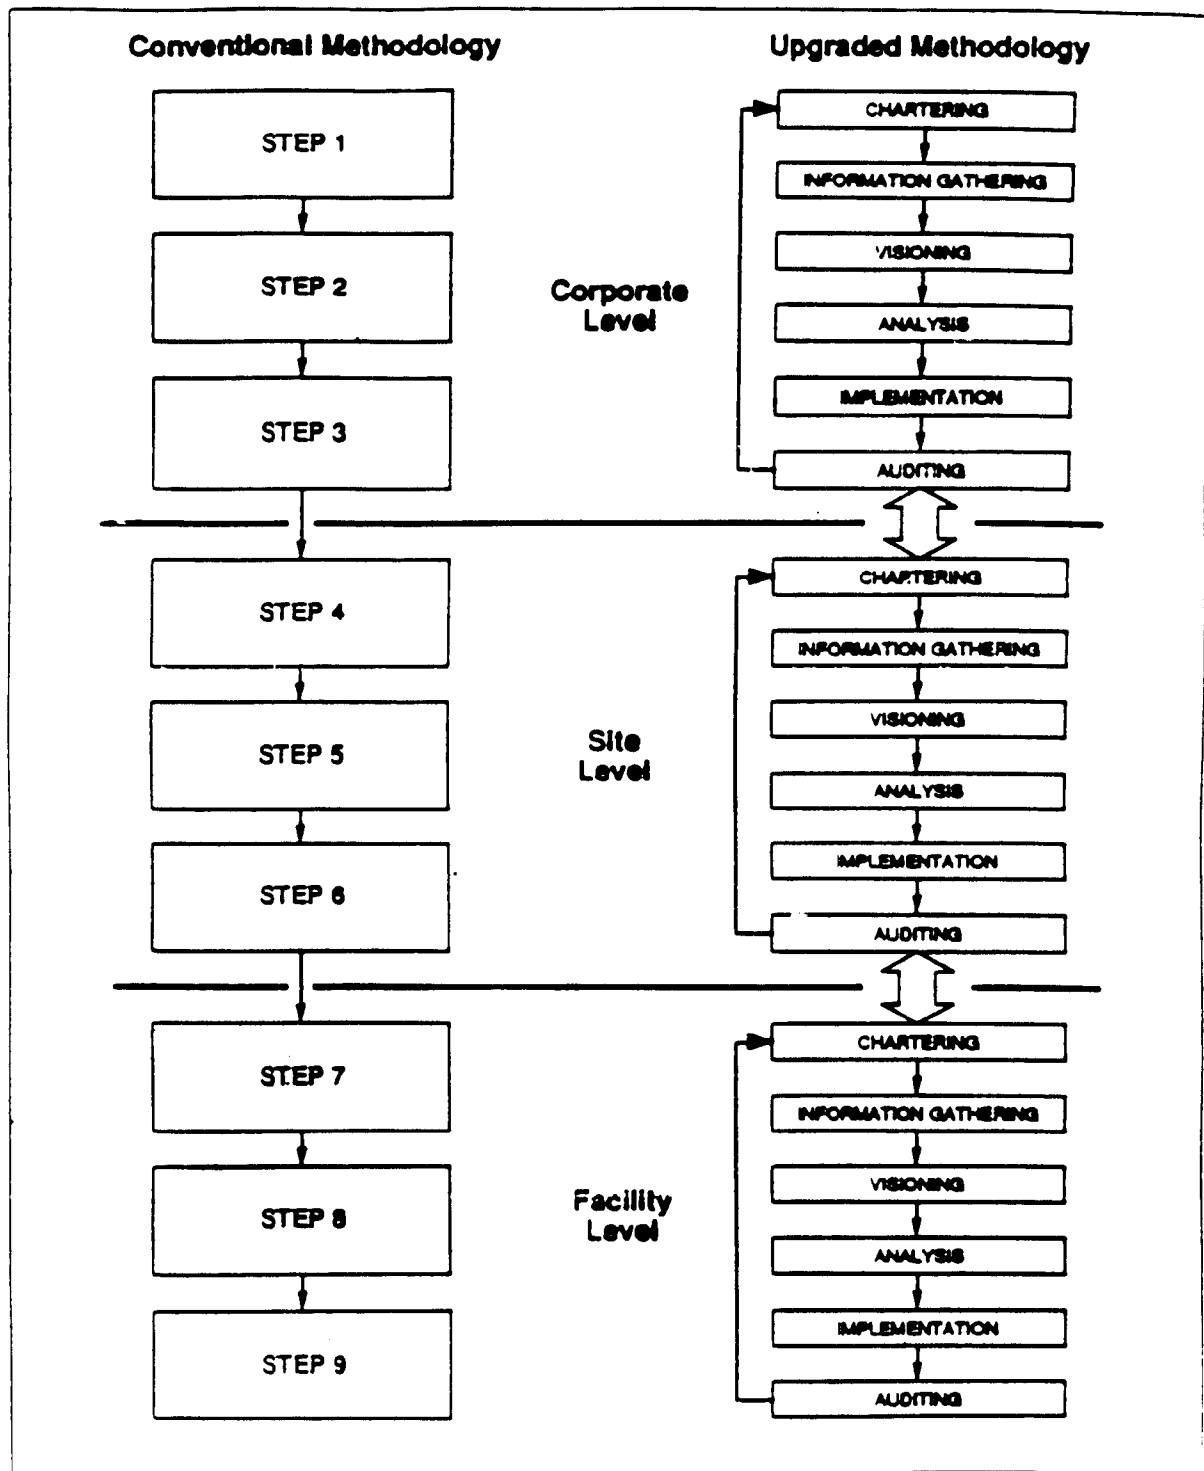 Conventional Methodology
Upgraded Methodology
STEP 1
STEP 2
STEP 3
Corporate
Level
CHARTERING
INFORMATION GATHERING
VISIONING
ANALYSIS
IMPLEMENTATION
AUDITING
STEP 4
STEP 5
STEP 6
Site
Level
CHARTERING
INFORMATION GATHERING
VISIONING
ANALYSIS
IMPLEMENTATION
AUDITING
STEP 7
STEP 8
STEP 9
Facility
Level
CHARTERING
INFORMATION GATHERING
VISIONING
ANALYSIS
IMPLEMENTATION
AUDITING